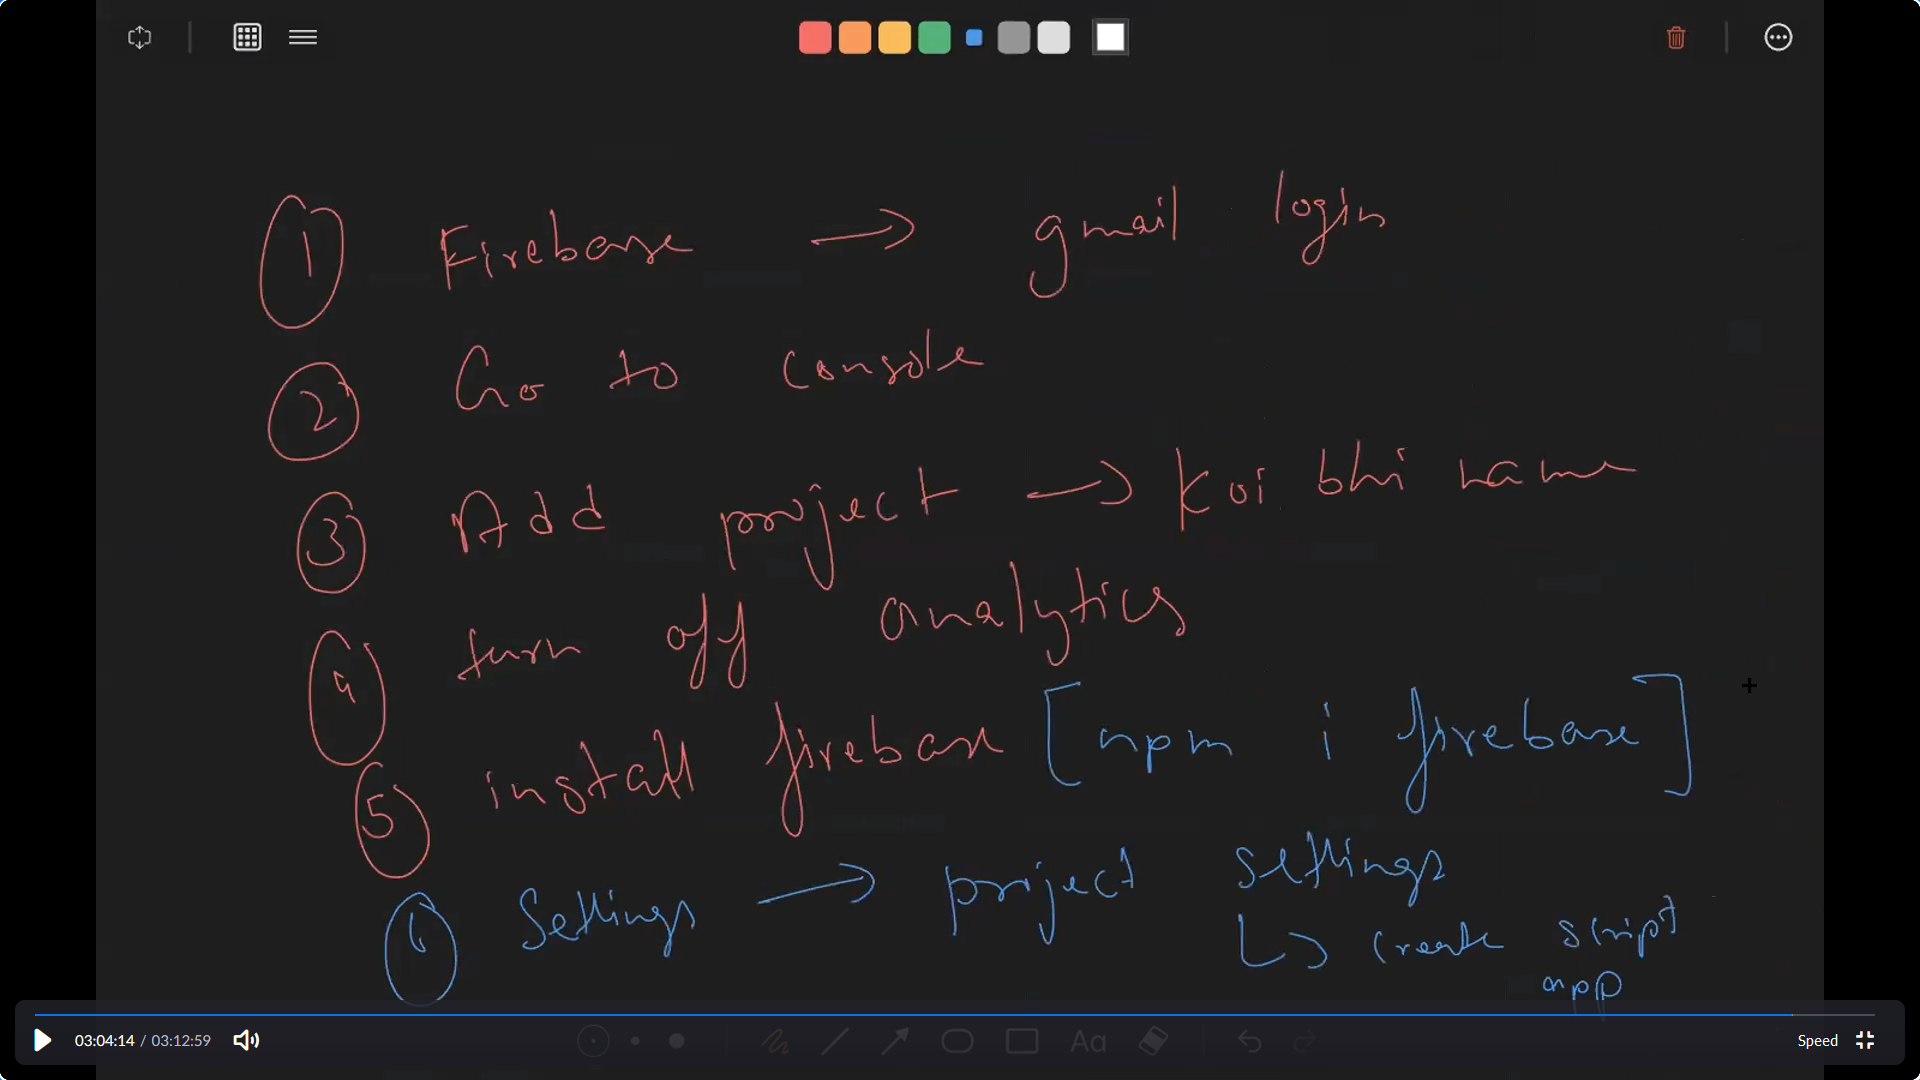 1 Firebase → gmail login
2 Go to console
3 Add project → koi bhi name
4 turn off analytics
5 install firebase [npm i firebase]
6 Settings → project settings
↳ create script
app
03:04:14 / 03:12:59
Aa
Speed